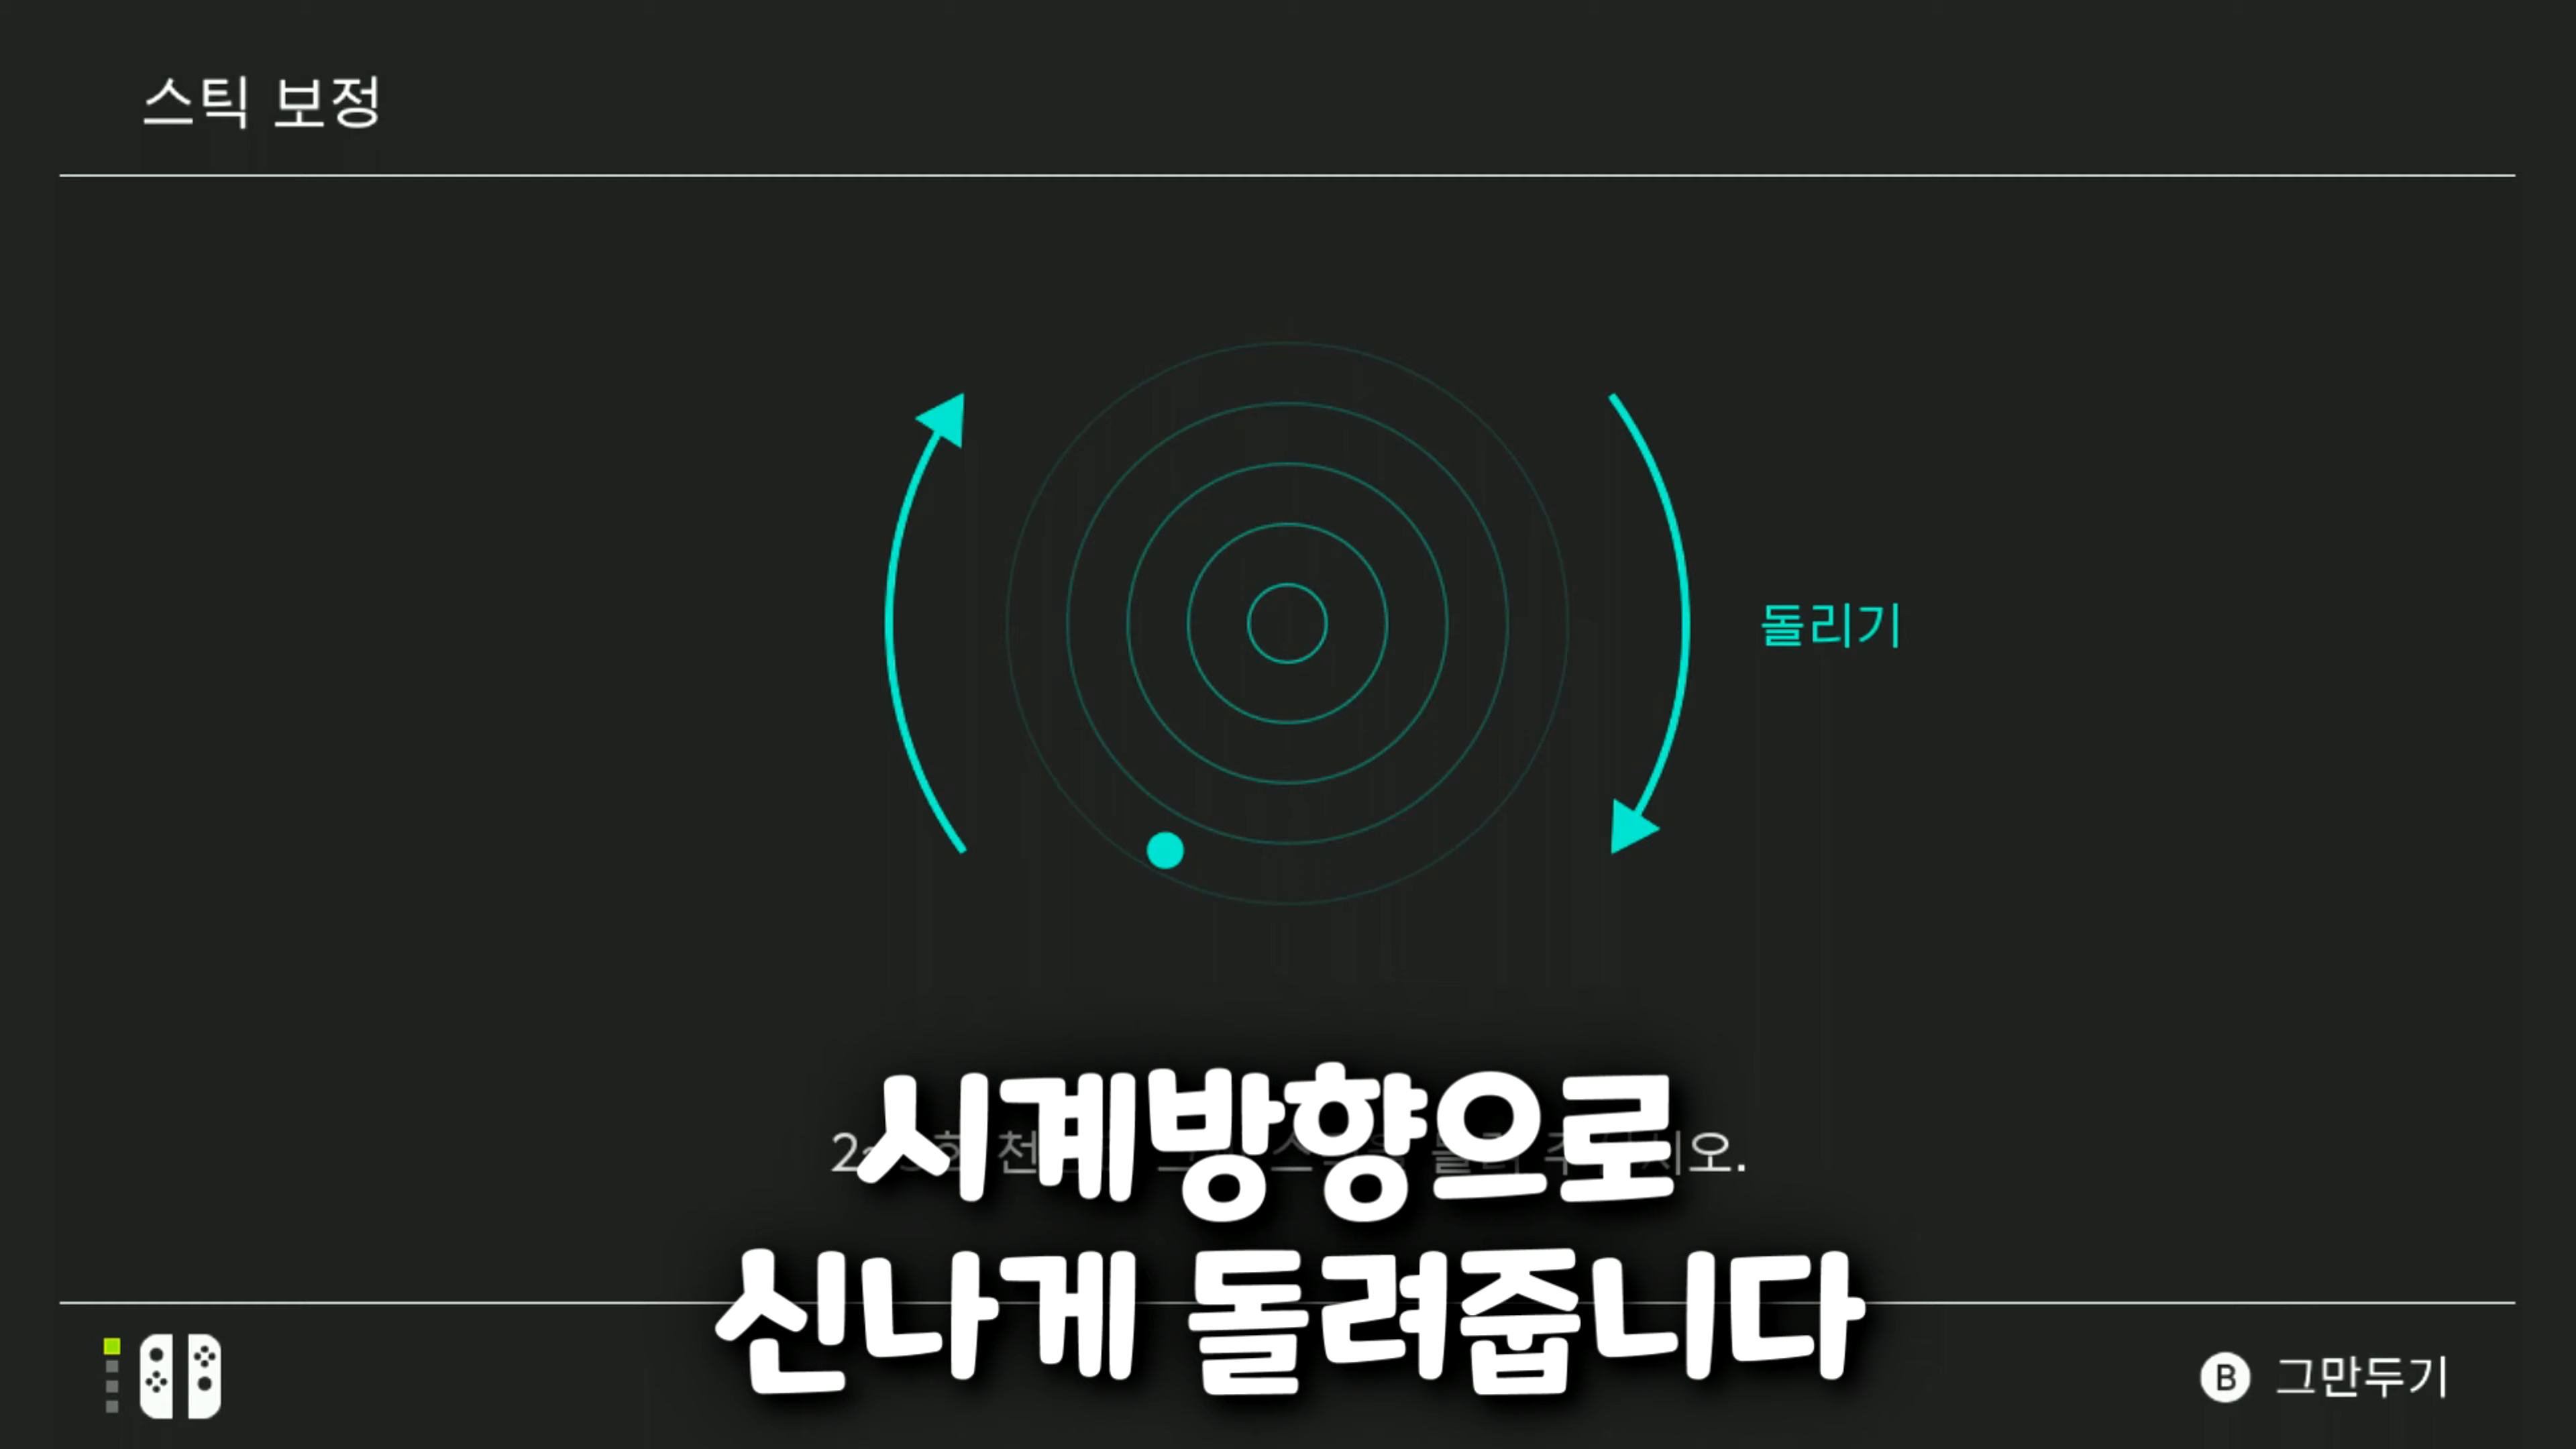 스틱 보정
돌리기
오.
시계방향으로
신나게 돌려줍니다
B 그만두기